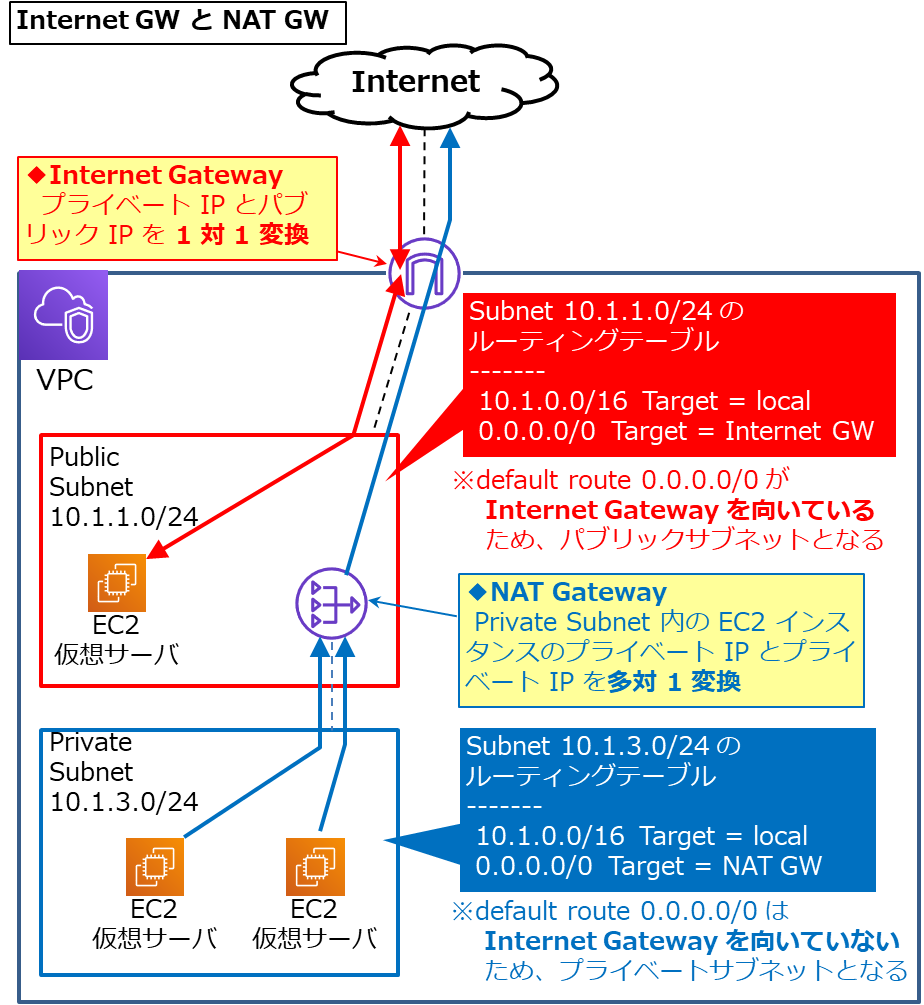 Internet GW と NAT GW
Internet
◆Internet Gateway
プライベート IP とパブ
リック IP を 1 対 1 変換
VPC
Subnet 10.1.1.0/24 の
ルーティングテーブル
-------
10.1.0.0/16 Target = local
0.0.0.0/0 Target = Internet GW
※default route 0.0.0.0/0 が
Internet Gateway を向いている
ため、パブリックサブネットとなる
Public
Subnet
10.1.1.0/24
EC2
仮想サーバ
◆NAT Gateway
Private Subnet 内の EC2 インス
タンスのプライベート IP とプライ
ベート IP を多対 1 変換
Private
Subnet
10.1.3.0/24
EC2
仮想サーバ
EC2
仮想サーバ
Subnet 10.1.3.0/24 の
ルーティングテーブル
-------
10.1.0.0/16 Target = local
0.0.0.0/0 Target = NAT GW
※default route 0.0.0.0/0 は
Internet Gateway を向いていない
ため、プライベートサブネットとなる